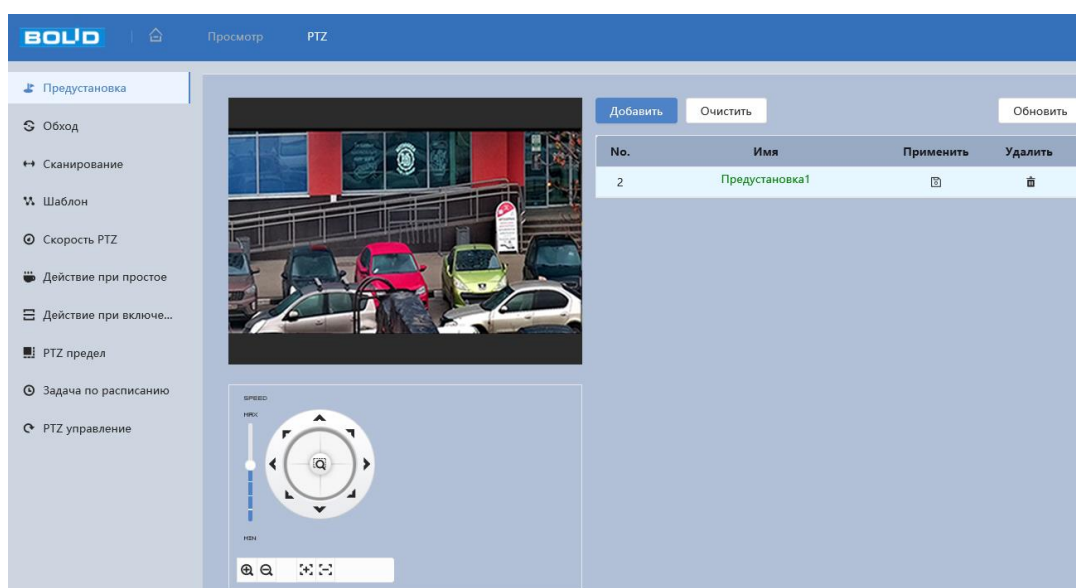 BOLID
Просмотр
PTZ
Предустановка
Обход
Сканирование
Шаблон
Скорость PTZ
Действие при простое
Действие при включе...
PTZ предел
Задача по расписанию
PTZ управление
Добавить
Очистить
Обновить
No.
Имя
Применить
Удалить
2
Предустановка1
SPEED
MAX
MIN